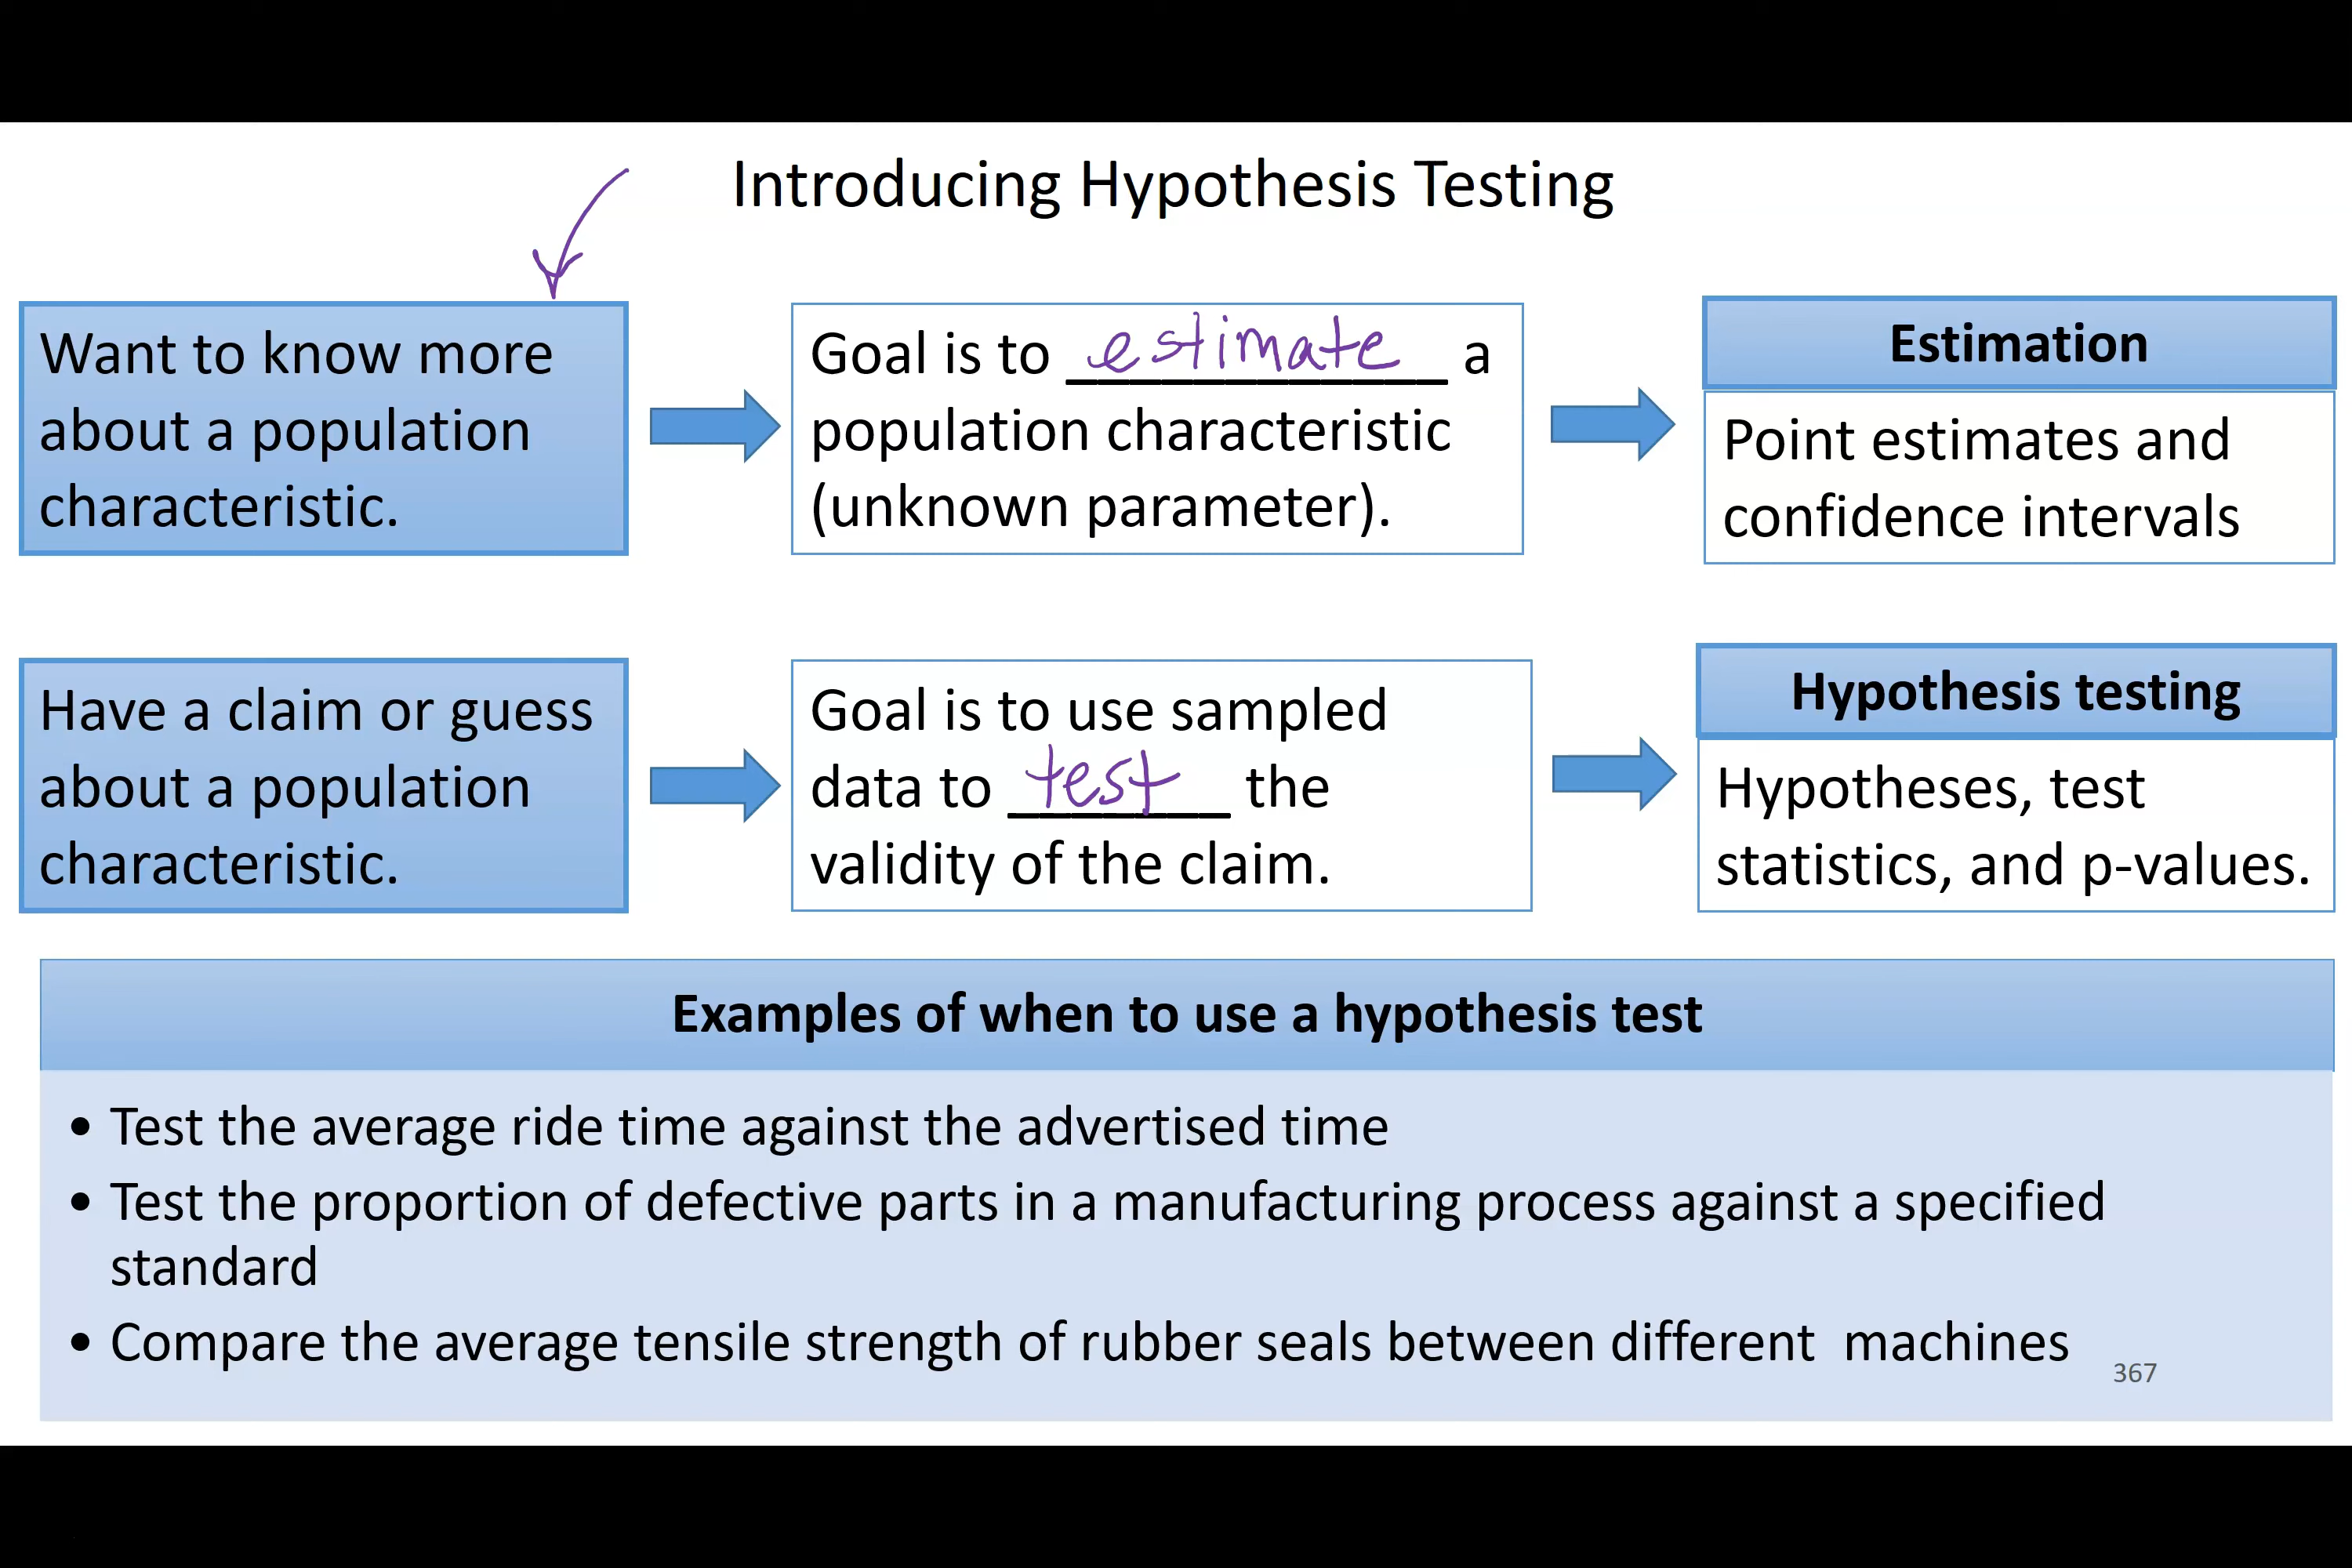 Introducing Hypothesis Testing
Want to know more
about a population
characteristic.
Goal is to estimate a
population characteristic
(unknown parameter).
Estimation
Point estimates and
confidence intervals
Have a claim or guess
about a population
characteristic.
Goal is to use sampled
data to test the
validity of the claim.
Hypothesis testing
Hypotheses, test
statistics, and p-values.
Examples of when to use a hypothesis test
• Test the average ride time against the advertised time
• Test the proportion of defective parts in a manufacturing process against a specified
standard
• Compare the average tensile strength of rubber seals between different machines
367